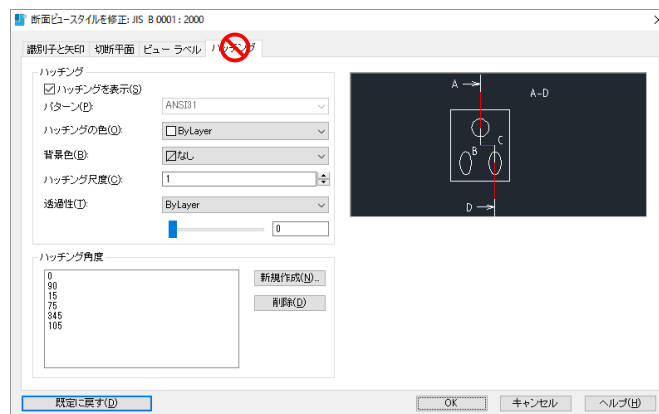 断面ビュースタイルを修正: JIS B 0001 : 2000
識別子と矢印 切断平面 ビュー ラベル ハッチング
ハッチング
ハッチングを表示(S)
パターン(P): ANSI31
ハッチングの色(O): ByLayer
背景色(B): なし
ハッチング尺度(C): 1
透過性(T): ByLayer
0
ハッチング角度
0
90
15
75
345
105
新規作成(N)...
削除(D)
A
A-D
B
C
D
既定に戻す(D) OK キャンセル ヘルプ(H)